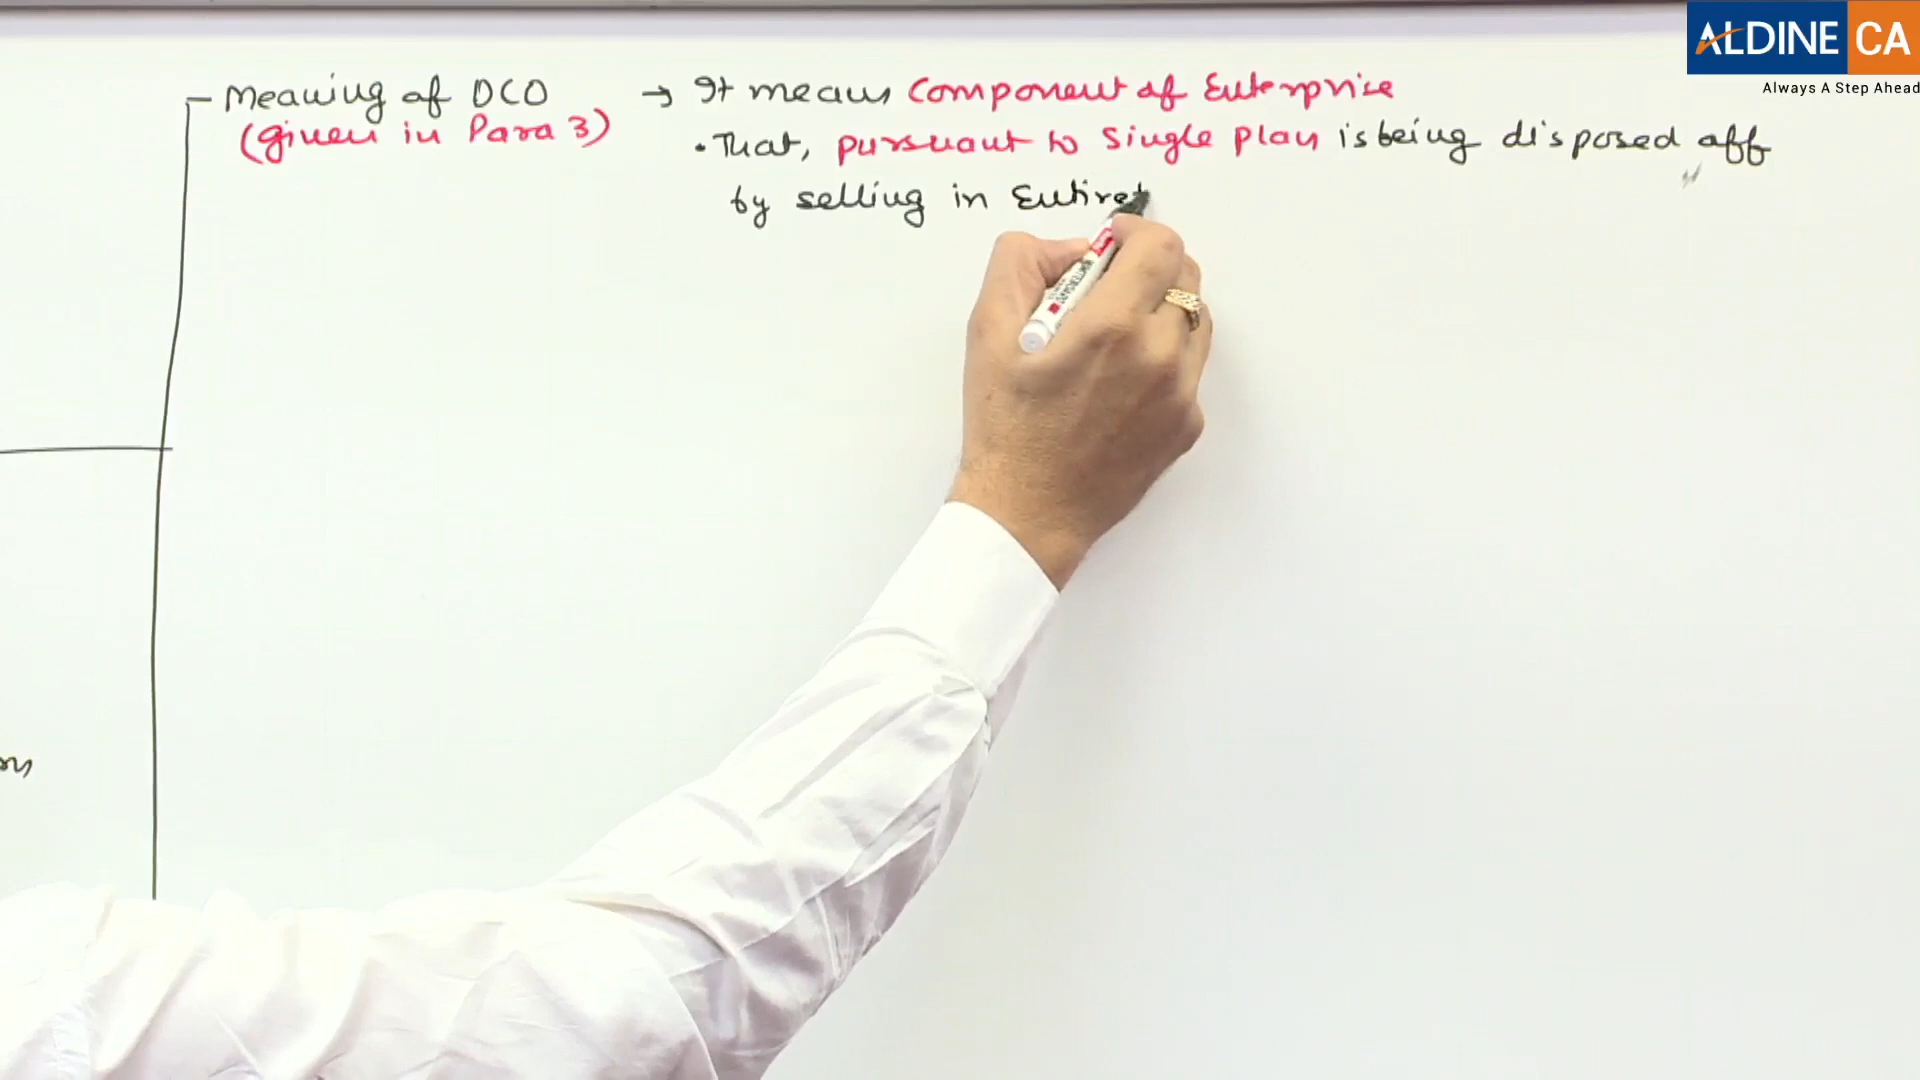 ALDINE CA
Always A Step Ahead
Meaning of DCO → It means Component of Enterprise
(given in Para 3)
• That, pursuant to single plan is being disposed off
by selling in Entiret